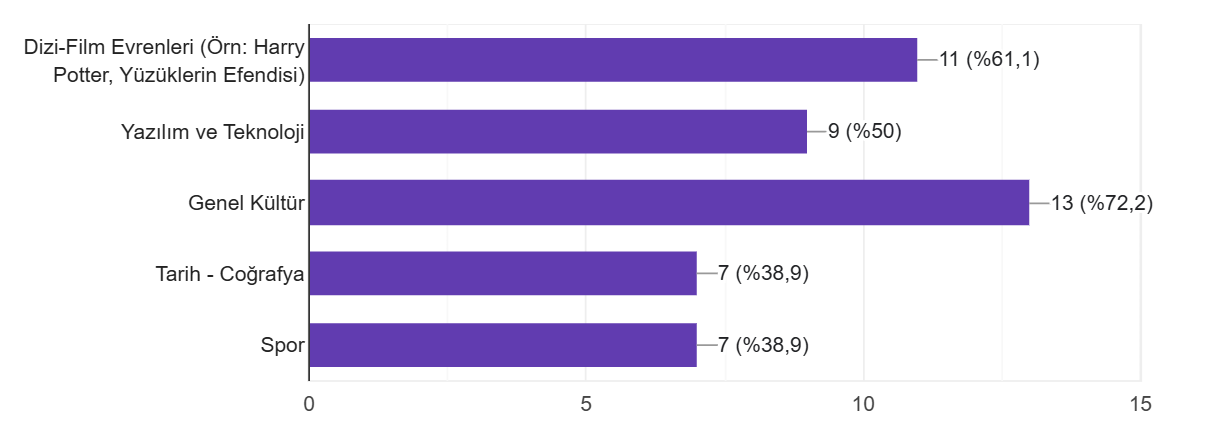 Dizi-Film Evrenleri (Örn: Harry
Potter, Yüzüklerin Efendisi)
11 (%61,1)
Yazılım ve Teknoloji
9 (%50)
Genel Kültür
13 (%72,2)
Tarih - Coğrafya
7 (%38,9)
Spor
7 (%38,9)
0 5 10 15